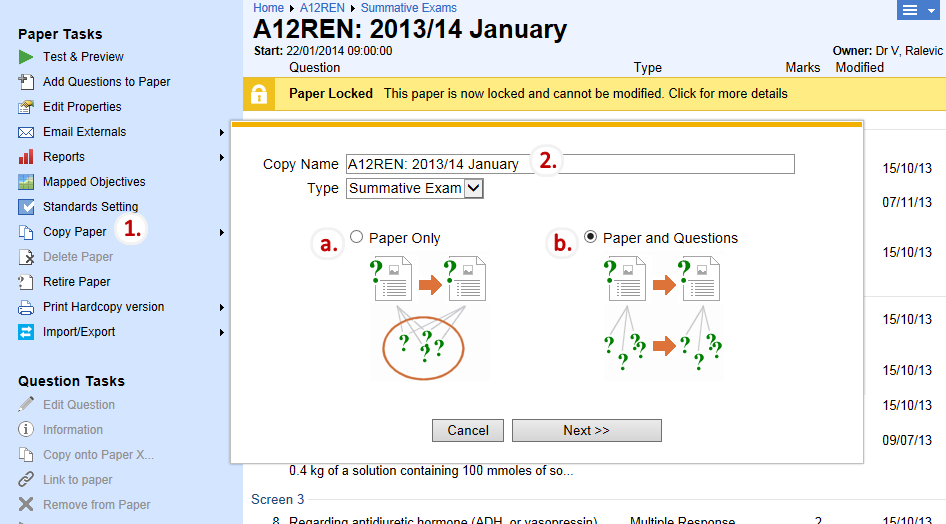 Home ▸ A12REN ▸ Summative Exams
A12REN: 2013/14 January
Start: 22/01/2014 09:00:00
Owner: Dr V, Ralevic
Question Type Marks Modified
Paper Locked This paper is now locked and cannot be modified. Click for more details
Paper Tasks
Test & Preview
Add Questions to Paper
Edit Properties
Email Externals
Reports
Mapped Objectives
Standards Setting
Copy Paper
1.
Delete Paper
Retire Paper
Print Hardcopy version
Import/Export
Question Tasks
Edit Question
Information
Copy onto Paper X...
Link to paper
Remove from Paper
Copy Name A12REN: 2013/14 January
2.
Type Summative Exam
a. Paper Only
b. Paper and Questions
? ? ? ?
? ? ? ?
? ? ? ?
? ? ? ?
Cancel Next >>
15/10/13
07/11/13
15/10/13
15/10/13
15/10/13
15/10/13
09/07/13
0.4 kg of a solution containing 100 mmoles of so...
Screen 3
8 Regarding antidiuretic hormone (ADH, or vasopressin) Multiple Response 2 15/10/13